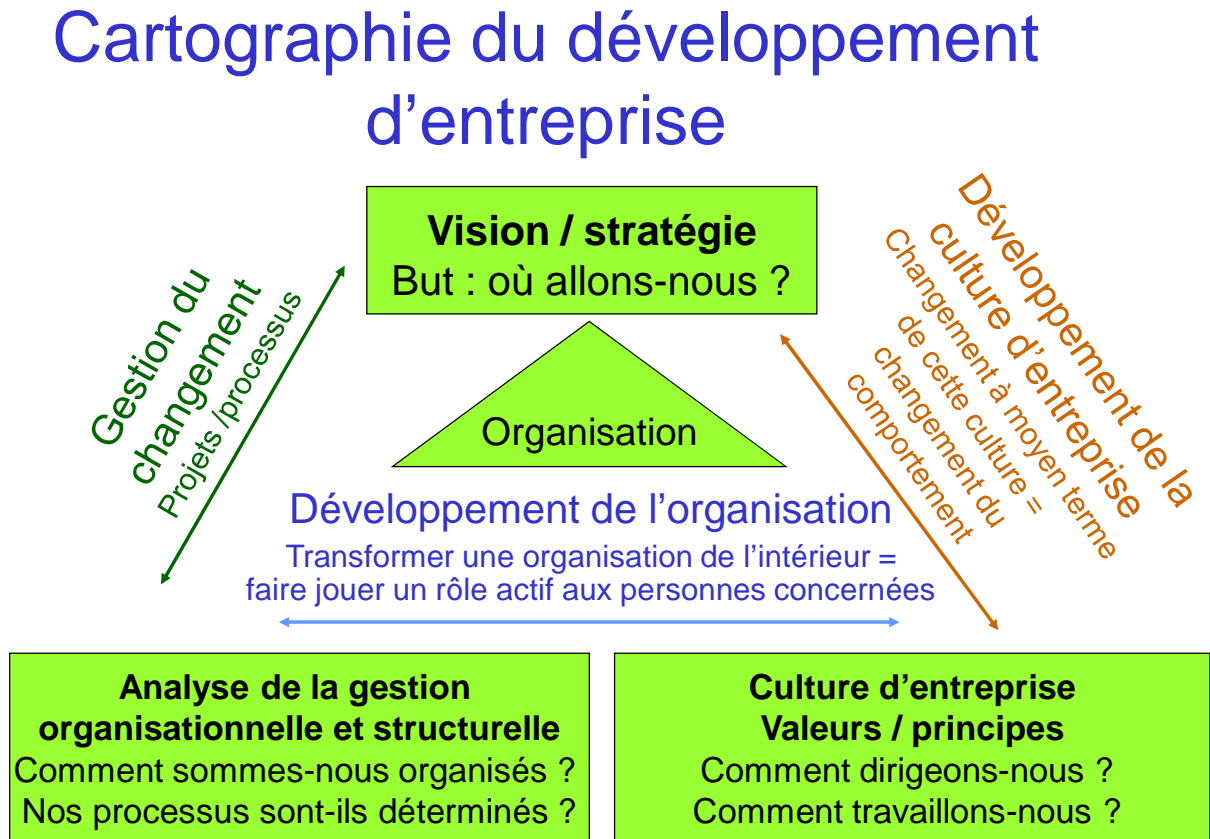 Cartographie du développement
d’entreprise
Vision / stratégie
But : où allons-nous ?
Gestion du
changement
Projets /processus
Développement de la
culture d’entreprise
Changement à moyen terme
de cette culture =
changement du
comportement
Organisation
Développement de l’organisation
Transformer une organisation de l’intérieur =
faire jouer un rôle actif aux personnes concernées
Analyse de la gestion
organisationnelle et structurelle
Comment sommes-nous organisés ?
Nos processus sont-ils déterminés ?
Culture d’entreprise
Valeurs / principes
Comment dirigeons-nous ?
Comment travaillons-nous ?